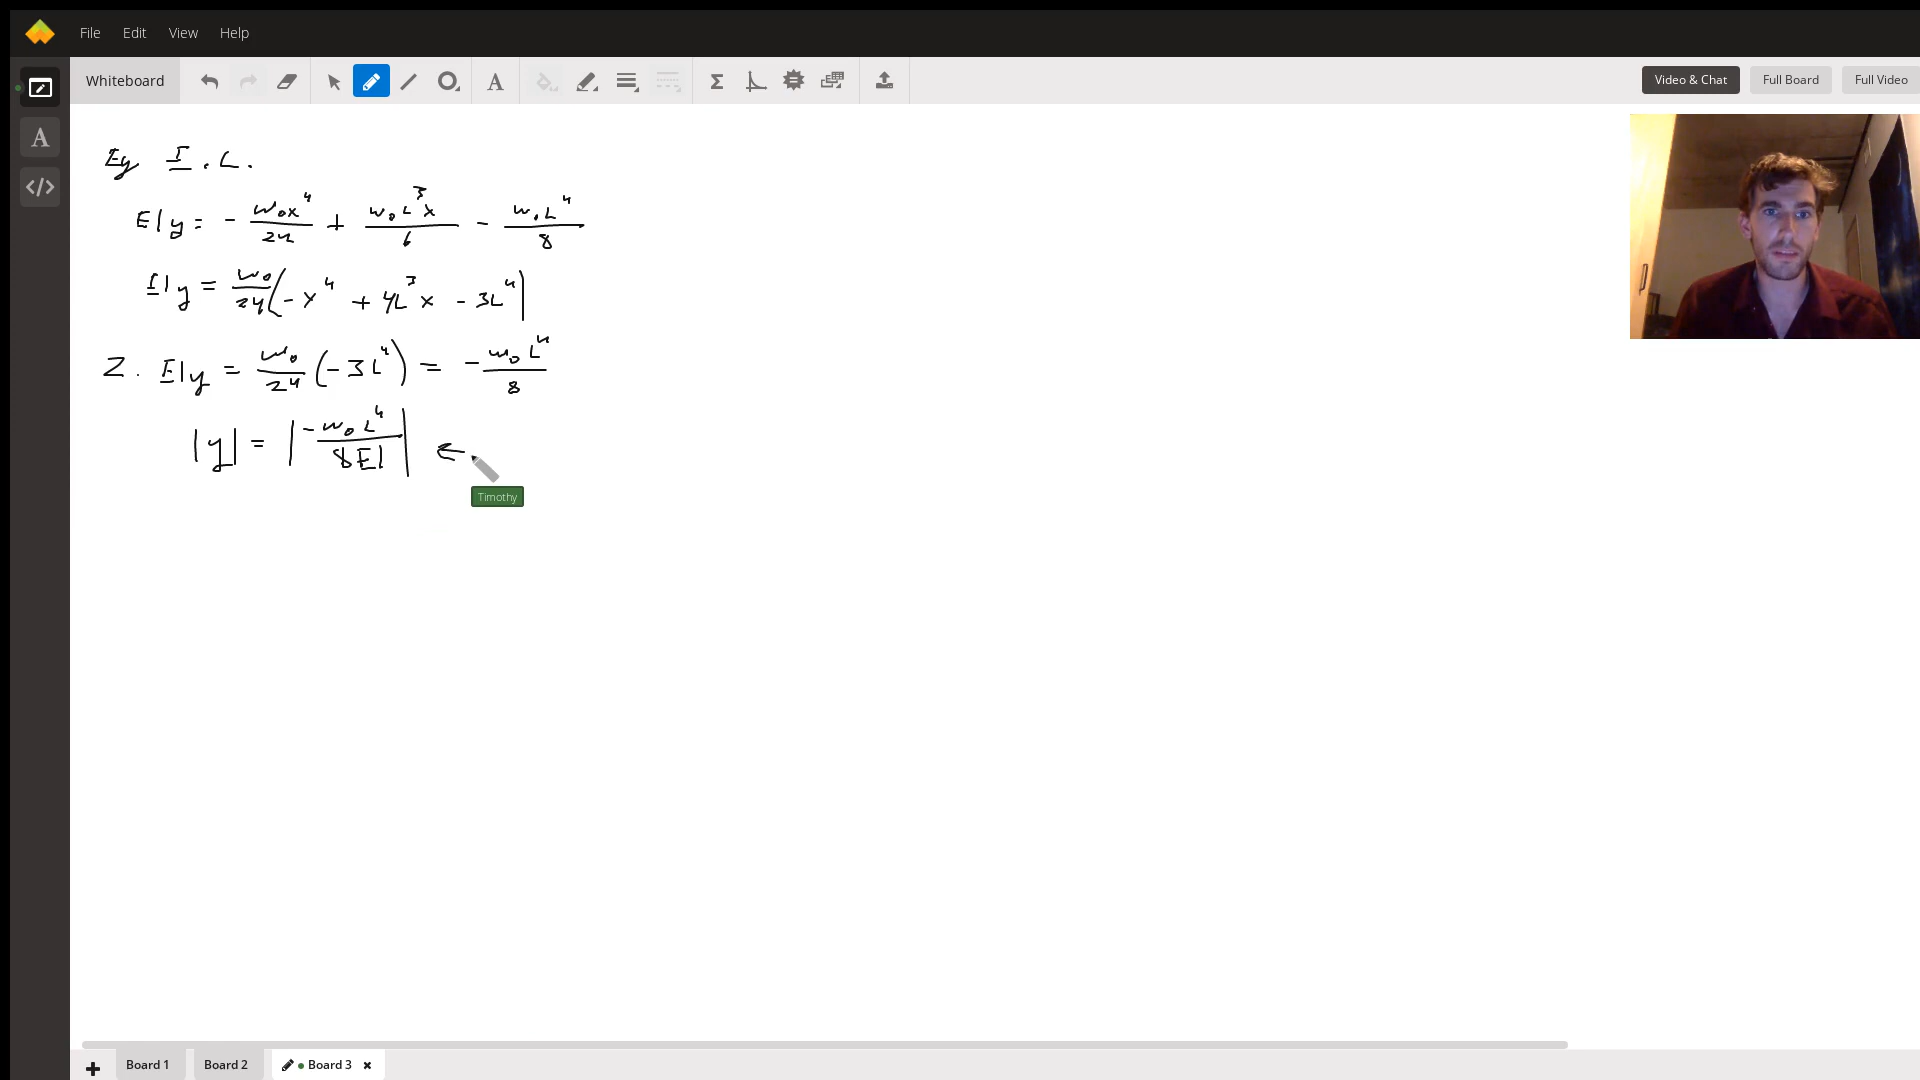 File Edit View Help
Whiteboard
A
Σ
Video & Chat Full Board Full Video
A
</>
Ey I.C.
EIy = - w₀x⁴/24 + w₀L³x/6 - w₀L⁴/8
EIy = w₀/24 (-x⁴ + 4L³x - 3L⁴)
2. EIy = w₀/24 (-3L⁴) = - w₀L⁴/8
|y| = |-w₀L⁴/8EI| ←
Timothy
+ Board 1 Board 2 Board 3 ×